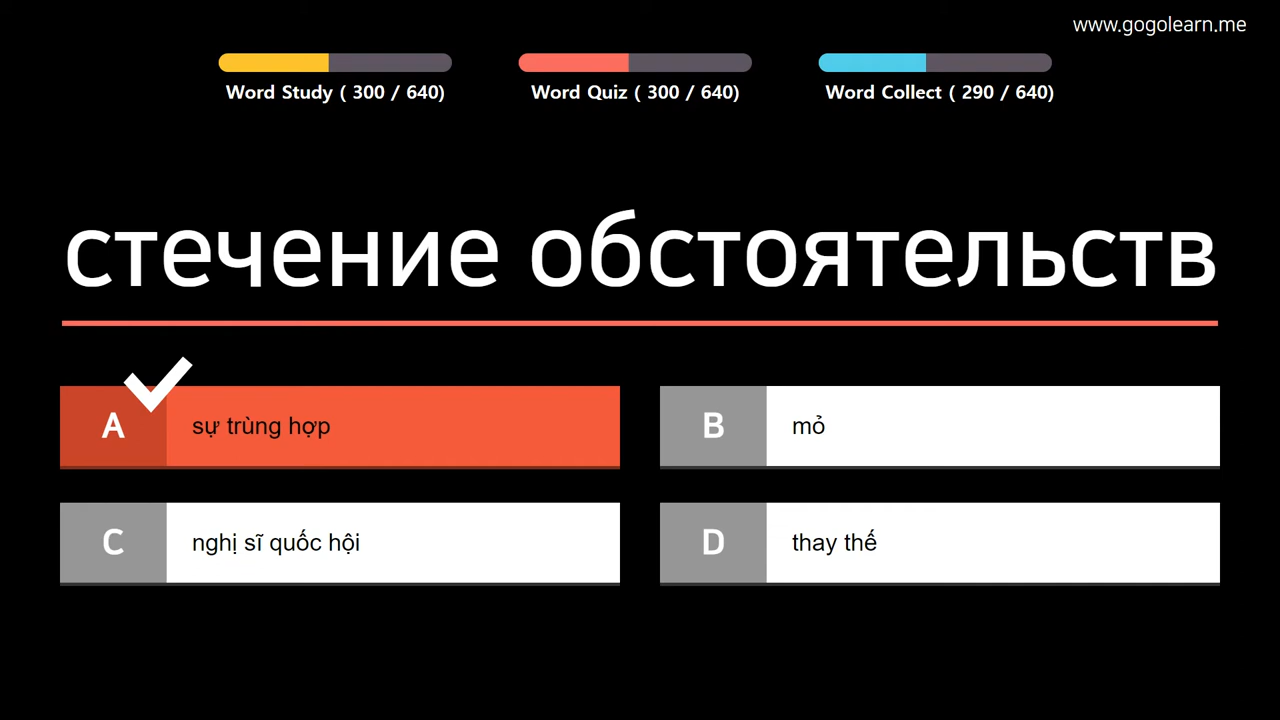 www.gogolearn.me
Word Study ( 300 / 640)
Word Quiz ( 300 / 640)
Word Collect ( 290 / 640)
стечение обстоятельств
A sự trùng hợp
B mỏ
C nghị sĩ quốc hội
D thay thế